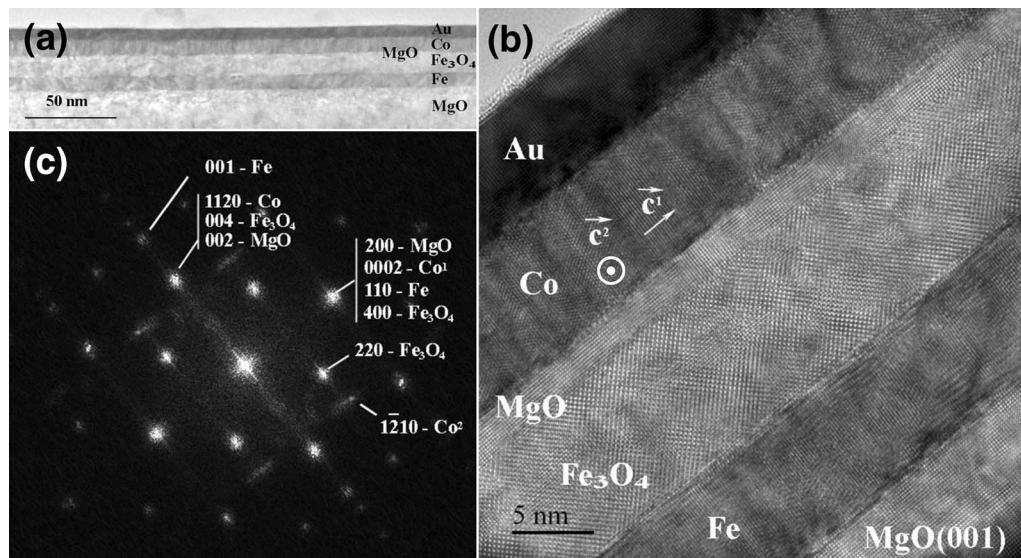 (a)
Au
Co
MgO
Fe₃O₄
Fe
50 nm
MgO
(b)
Au
c¹
c²
Co
MgO
Fe₃O₄
5 nm
Fe
MgO(001)
(c)
001 - Fe
1120 - Co
004 - Fe₃O₄
002 - MgO
200 - MgO
0002 - Co¹
110 - Fe
400 - Fe₃O₄
220 - Fe₃O₄
12̄10 - Co²